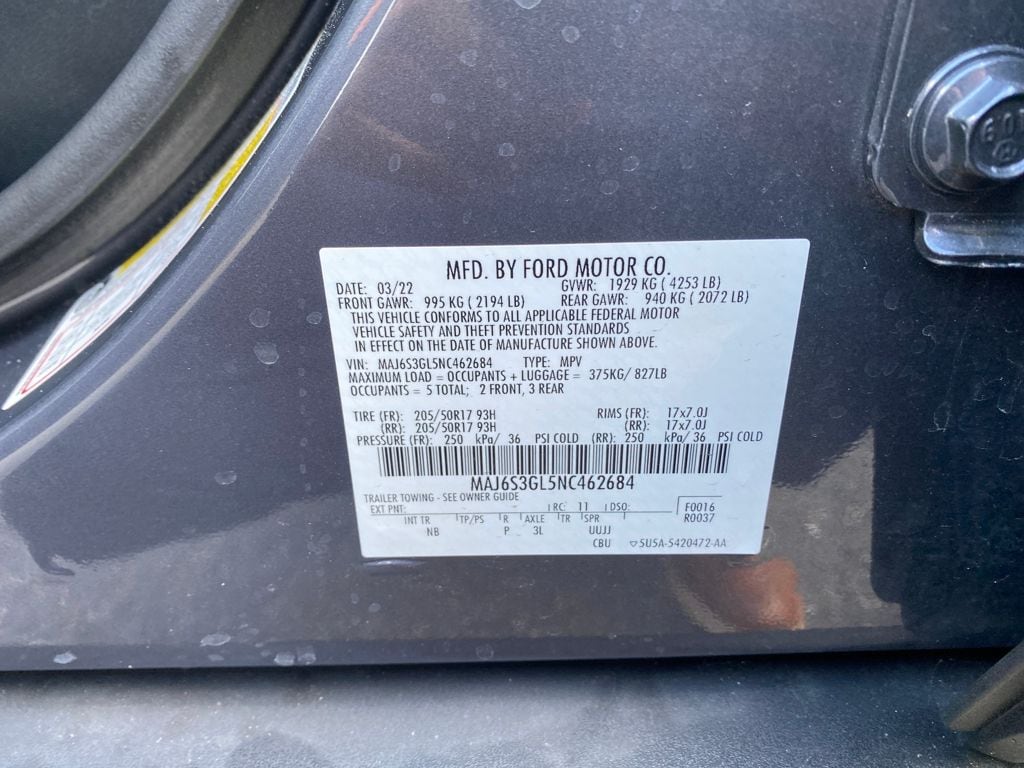 MFD. BY FORD MOTOR CO.
DATE: 03/22 GVWR: 1929 KG ( 4253 LB)
FRONT GAWR: 995 KG ( 2194 LB) REAR GAWR: 940 KG ( 2072 LB)
THIS VEHICLE CONFORMS TO ALL APPLICABLE FEDERAL MOTOR
VEHICLE SAFETY AND THEFT PREVENTION STANDARDS
IN EFFECT ON THE DATE OF MANUFACTURE SHOWN ABOVE.
VIN: MAJ6S3GL5NC462684 TYPE: MPV
MAXIMUM LOAD = OCCUPANTS + LUGGAGE = 375KG/ 827LB
OCCUPANTS = 5 TOTAL; 2 FRONT, 3 REAR
TIRE (FR): 205/50R17 93H RIMS (FR): 17x7.0J
(RR): 205/50R17 93H (RR): 17x7.0J
PRESSURE (FR): 250 kPa/ 36 PSI COLD (RR): 250 kPa/ 36 PSI COLD
MAJ6S3GL5NC462684
TRAILER TOWING - SEE OWNER GUIDE
EXT PNT: RC: 11 DSO: F0016
INT TR TP/PS R AXLE TR SPR R0037
NB P 3L UUJJ
CBU SU5A-5420472-AA